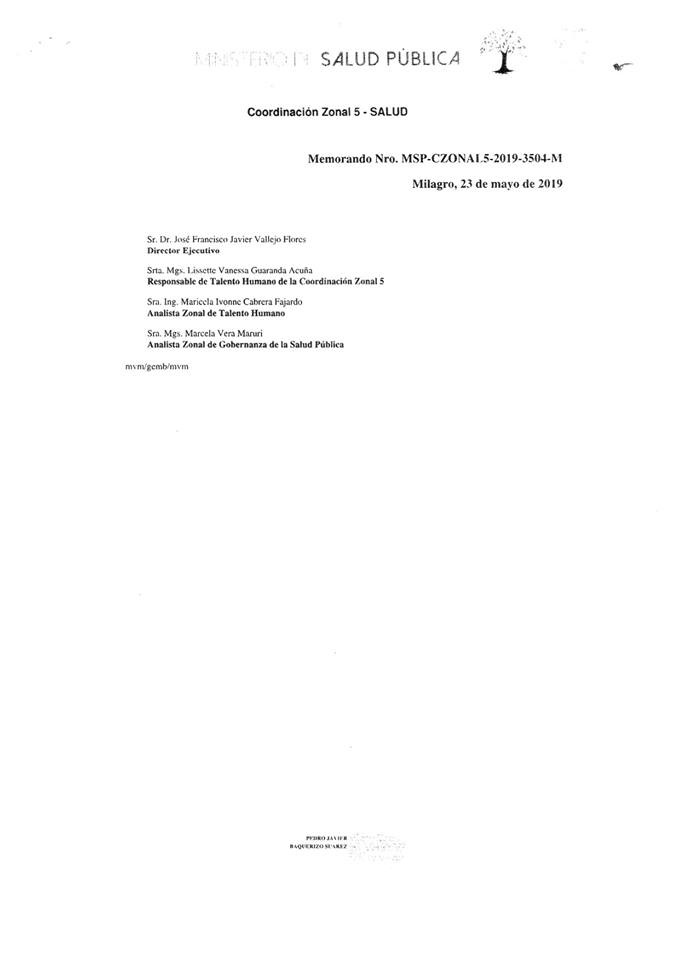 MINISTERIO DE SALUD PÚBLICA
Coordinación Zonal 5 - SALUD
Memorando Nro. MSP-CZONAL5-2019-3504-M
Milagro, 23 de mayo de 2019
Sr. Dr. José Francisco Javier Vallejo Flores
Director Ejecutivo
Srta. Mgs. Lissette Vanessa Guaranda Acuña
Responsable de Talento Humano de la Coordinación Zonal 5
Sra. Ing. Maricela Ivonne Cabrera Fajardo
Analista Zonal de Talento Humano
Sra. Mgs. Marcela Vera Maruri
Analista Zonal de Gobernanza de la Salud Pública
mvm/gemb/mvm
PEDRO JAVIER
BAQUERIZO SUAREZ